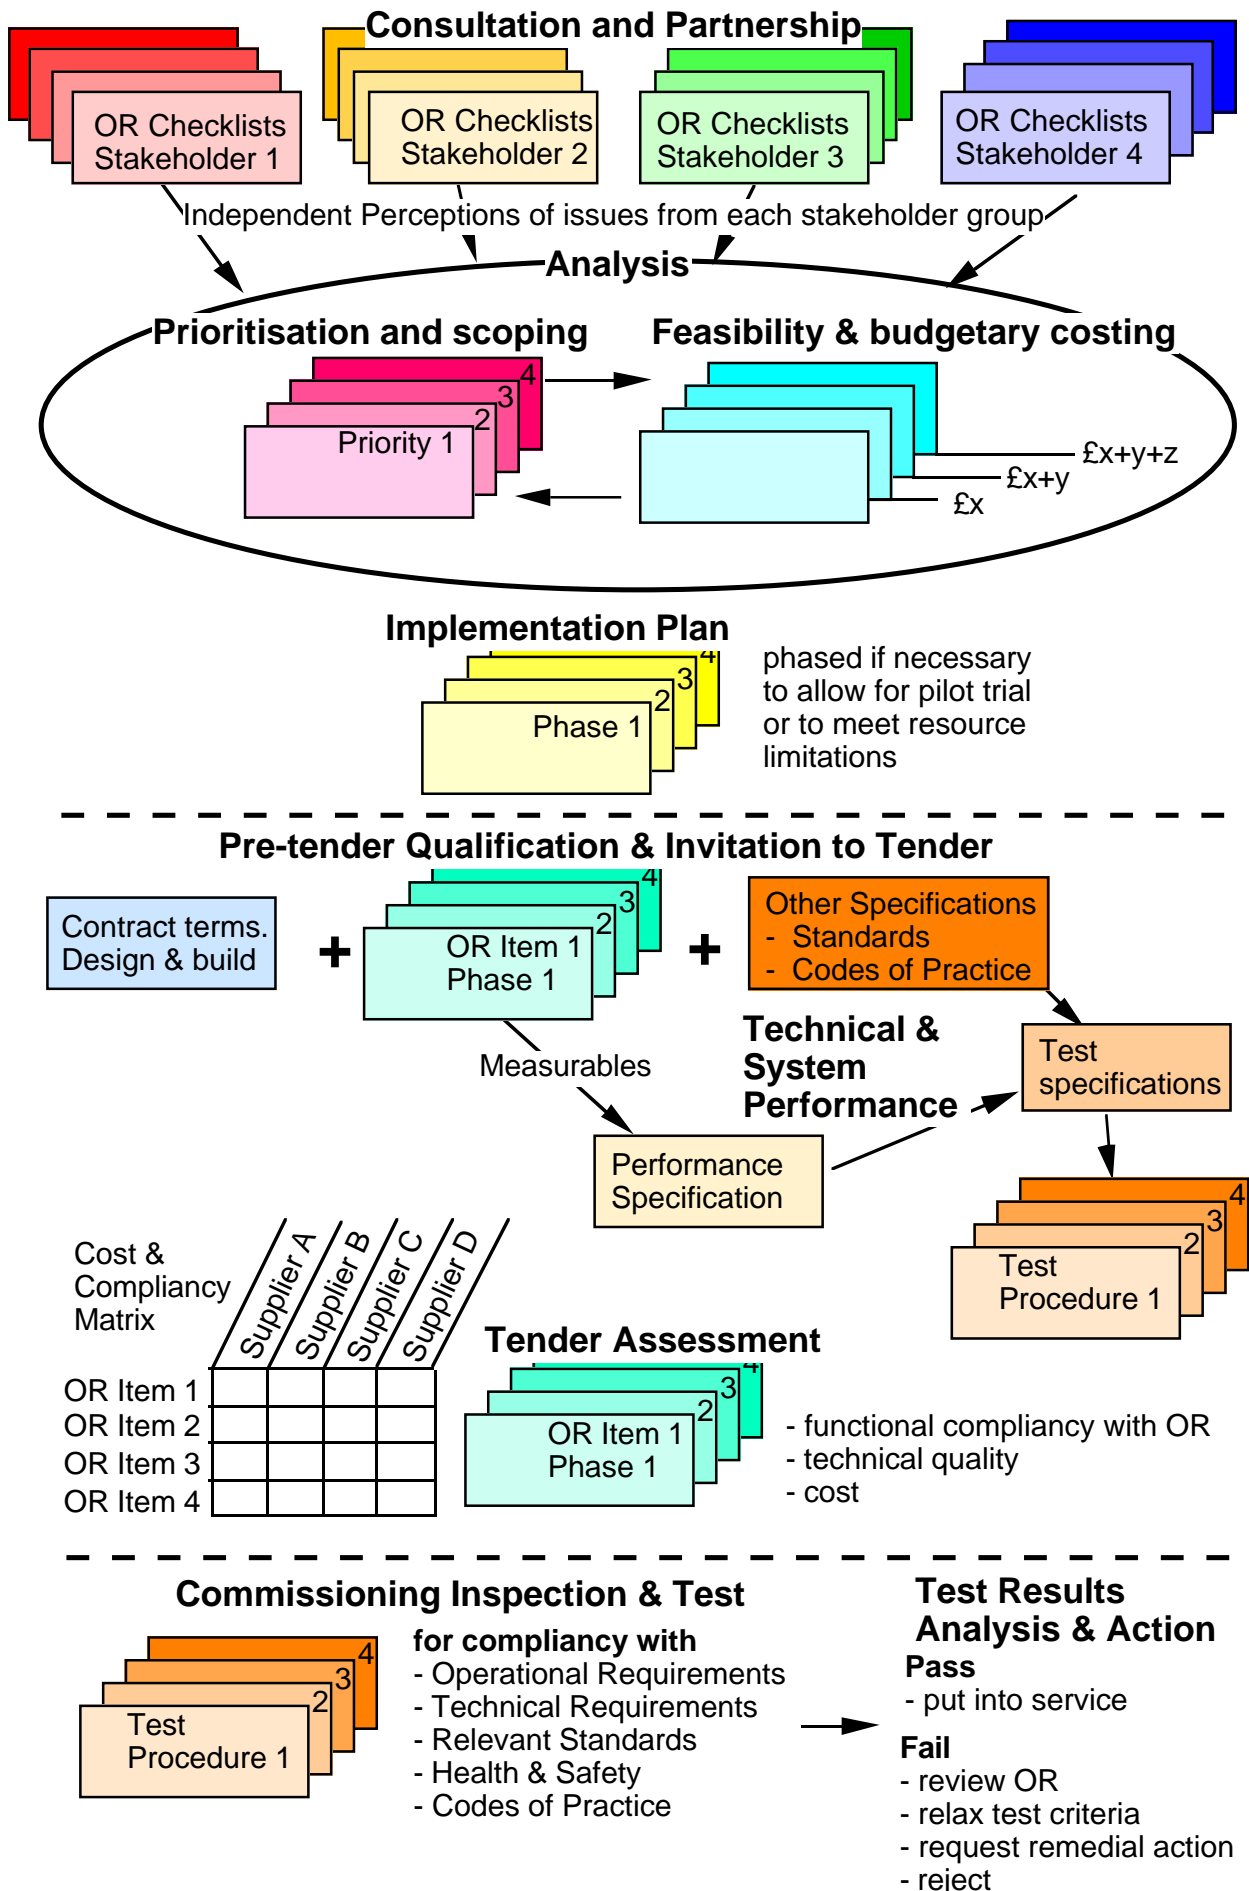 Consultation and Partnership
OR Checklists
Stakeholder 1
OR Checklists
Stakeholder 2
OR Checklists
Stakeholder 3
OR Checklists
Stakeholder 4
Independent Perceptions of issues from each stakeholder group
Analysis
Prioritisation and scoping
Feasibility & budgetary costing
4
3
2
Priority 1
£x+y+z
£x+y
£x
Implementation Plan
4
3
2
Phase 1
phased if necessary
to allow for pilot trial
or to meet resource
limitations
Pre-tender Qualification & Invitation to Tender
Contract terms.
Design & build
+
4
3
2
OR Item 1
Phase 1
+
Other Specifications
- Standards
- Codes of Practice
Measurables
Technical &
System
Performance
Test
specifications
Performance
Specification
4
3
2
Test
Procedure 1
Cost &
Compliancy
Matrix
Supplier A
Supplier B
Supplier C
Supplier D
OR Item 1
OR Item 2
OR Item 3
OR Item 4
Tender Assessment
4
3
2
OR Item 1
Phase 1
- functional compliancy with OR
- technical quality
- cost
Commissioning Inspection & Test
4
3
2
Test
Procedure 1
for compliancy with
- Operational Requirements
- Technical Requirements
- Relevant Standards
- Health & Safety
- Codes of Practice
Test Results
Analysis & Action
Pass
- put into service
Fail
- review OR
- relax test criteria
- request remedial action
- reject